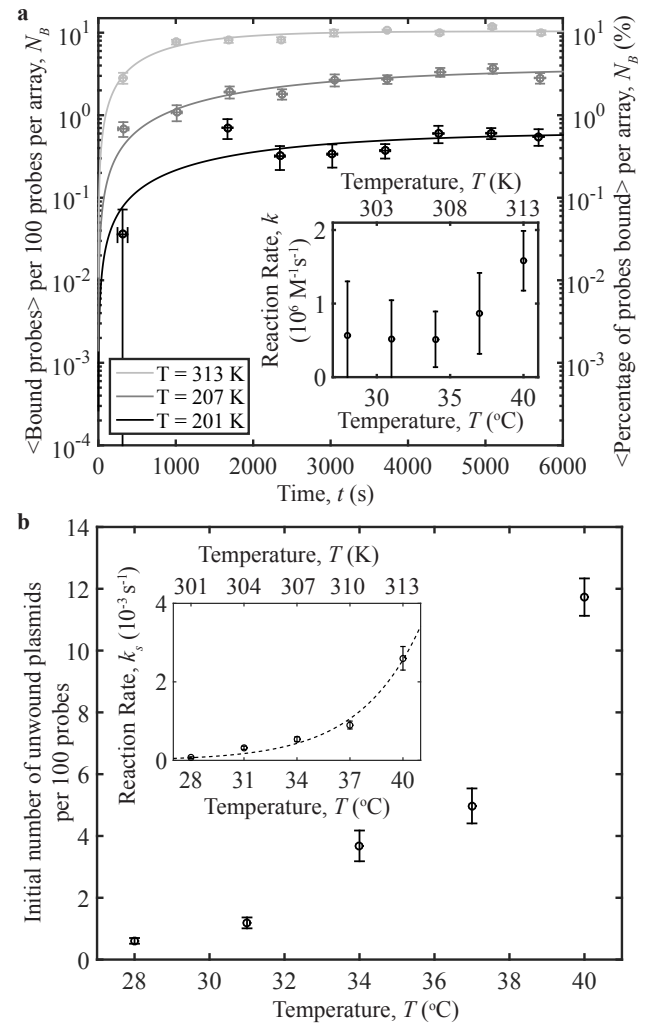 a
<Bound probes> per 100 probes per array, N_B
10^1
10^0
10^-1
10^-2
10^-3
10^-4
<Percentage of probes bound> per array, N_B (%)
10^1
10^0
10^-1
10^-2
10^-3
Temperature, T (K)
303 308 313
Reaction Rate, k
(10^6 M^-1s^-1)
2
1
0
30 35 40
Temperature, T (°C)
T = 313 K
T = 207 K
T = 201 K
0 1000 2000 3000 4000 5000 6000
Time, t (s)
b
Initial number of unwound plasmids
per 100 probes
14
12
10
8
6
4
2
0
Temperature, T (K)
301 304 307 310 313
Reaction Rate, k_s (10^-3 s^-1)
4
2
0
28 31 34 37 40
Temperature, T (°C)
28 30 32 34 36 38 40
Temperature, T (°C)